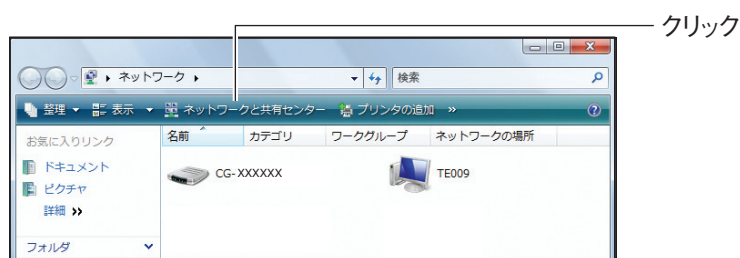 クリック
ネットワーク
検索
整理 表示 ネットワークと共有センター プリンタの追加 »
お気に入りリンク
名前 カテゴリ ワークグループ ネットワークの場所
ドキュメント
ピクチャ
詳細 »
CG-XXXXXX
TE009
フォルダ